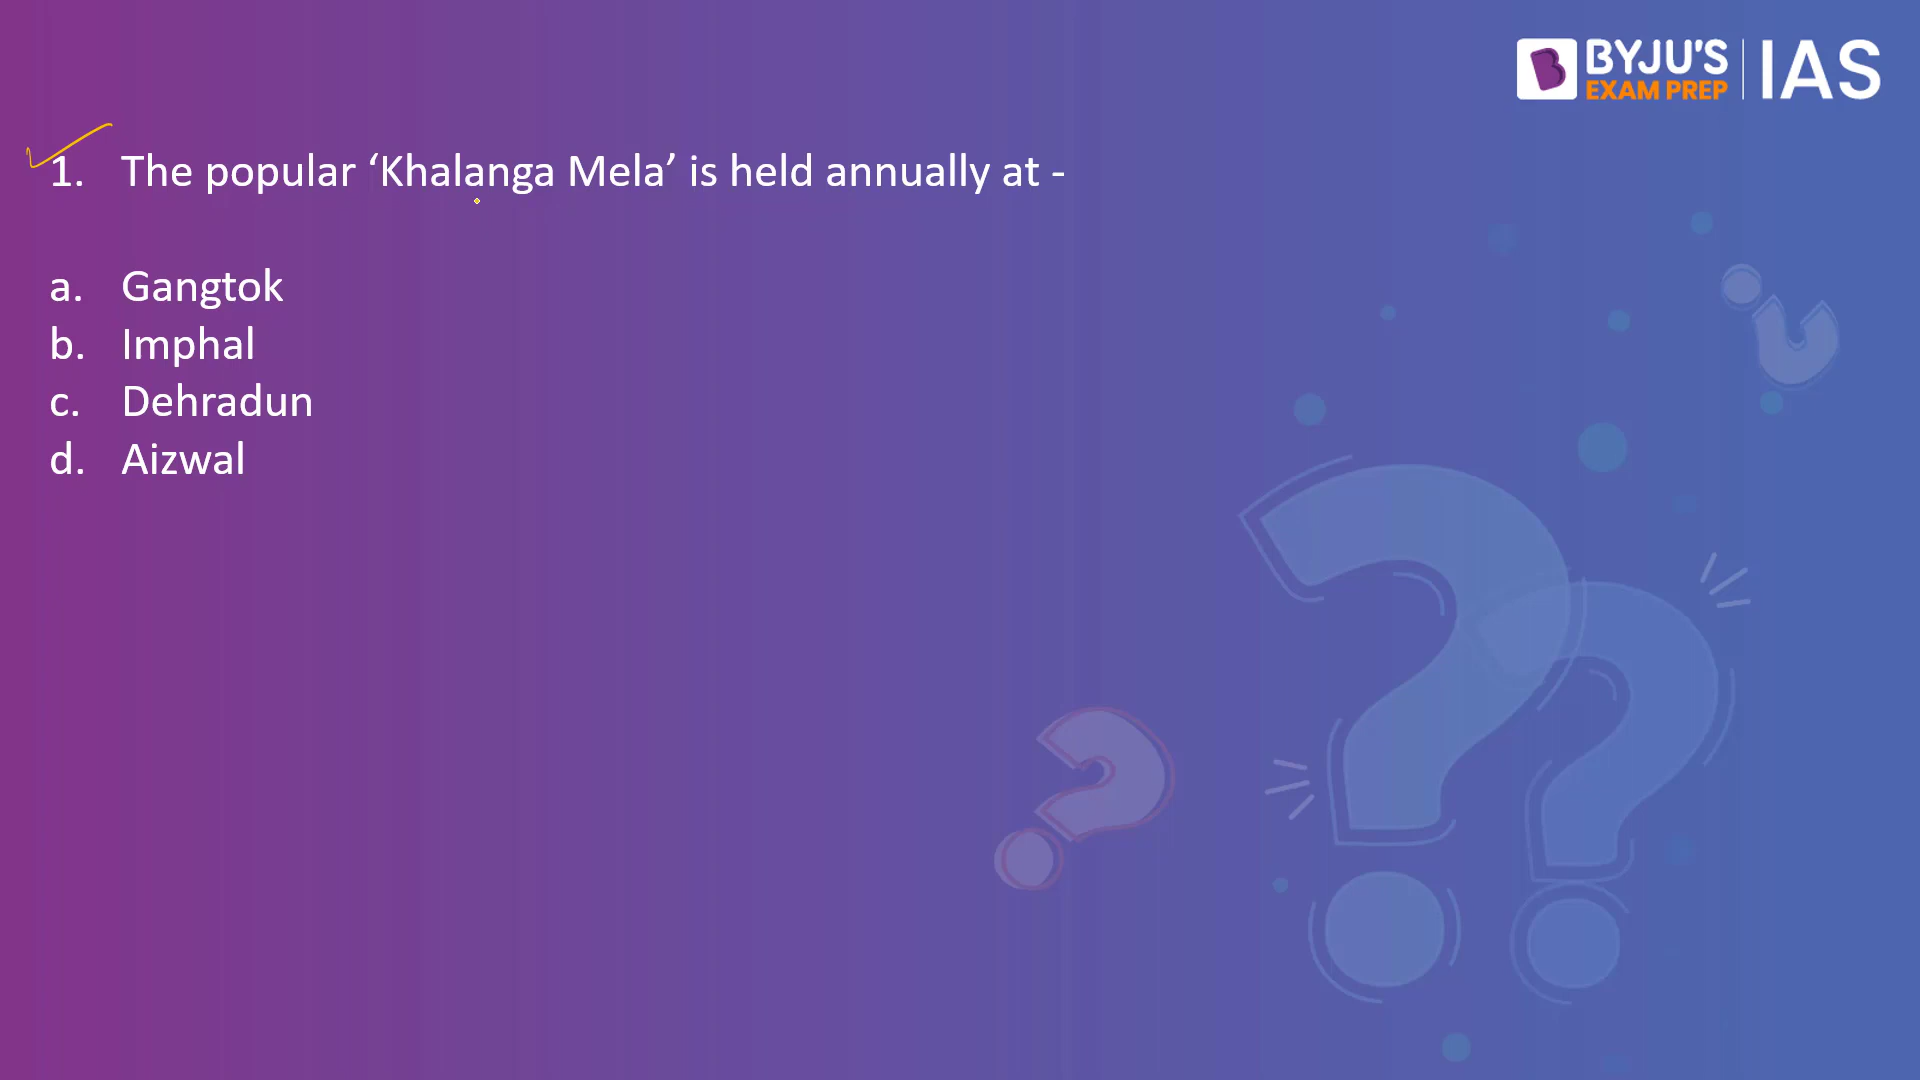 BYJU'S
EXAM PREP
IAS
1. The popular ‘Khalanga Mela’ is held annually at -
a. Gangtok
b. Imphal
c. Dehradun
d. Aizwal